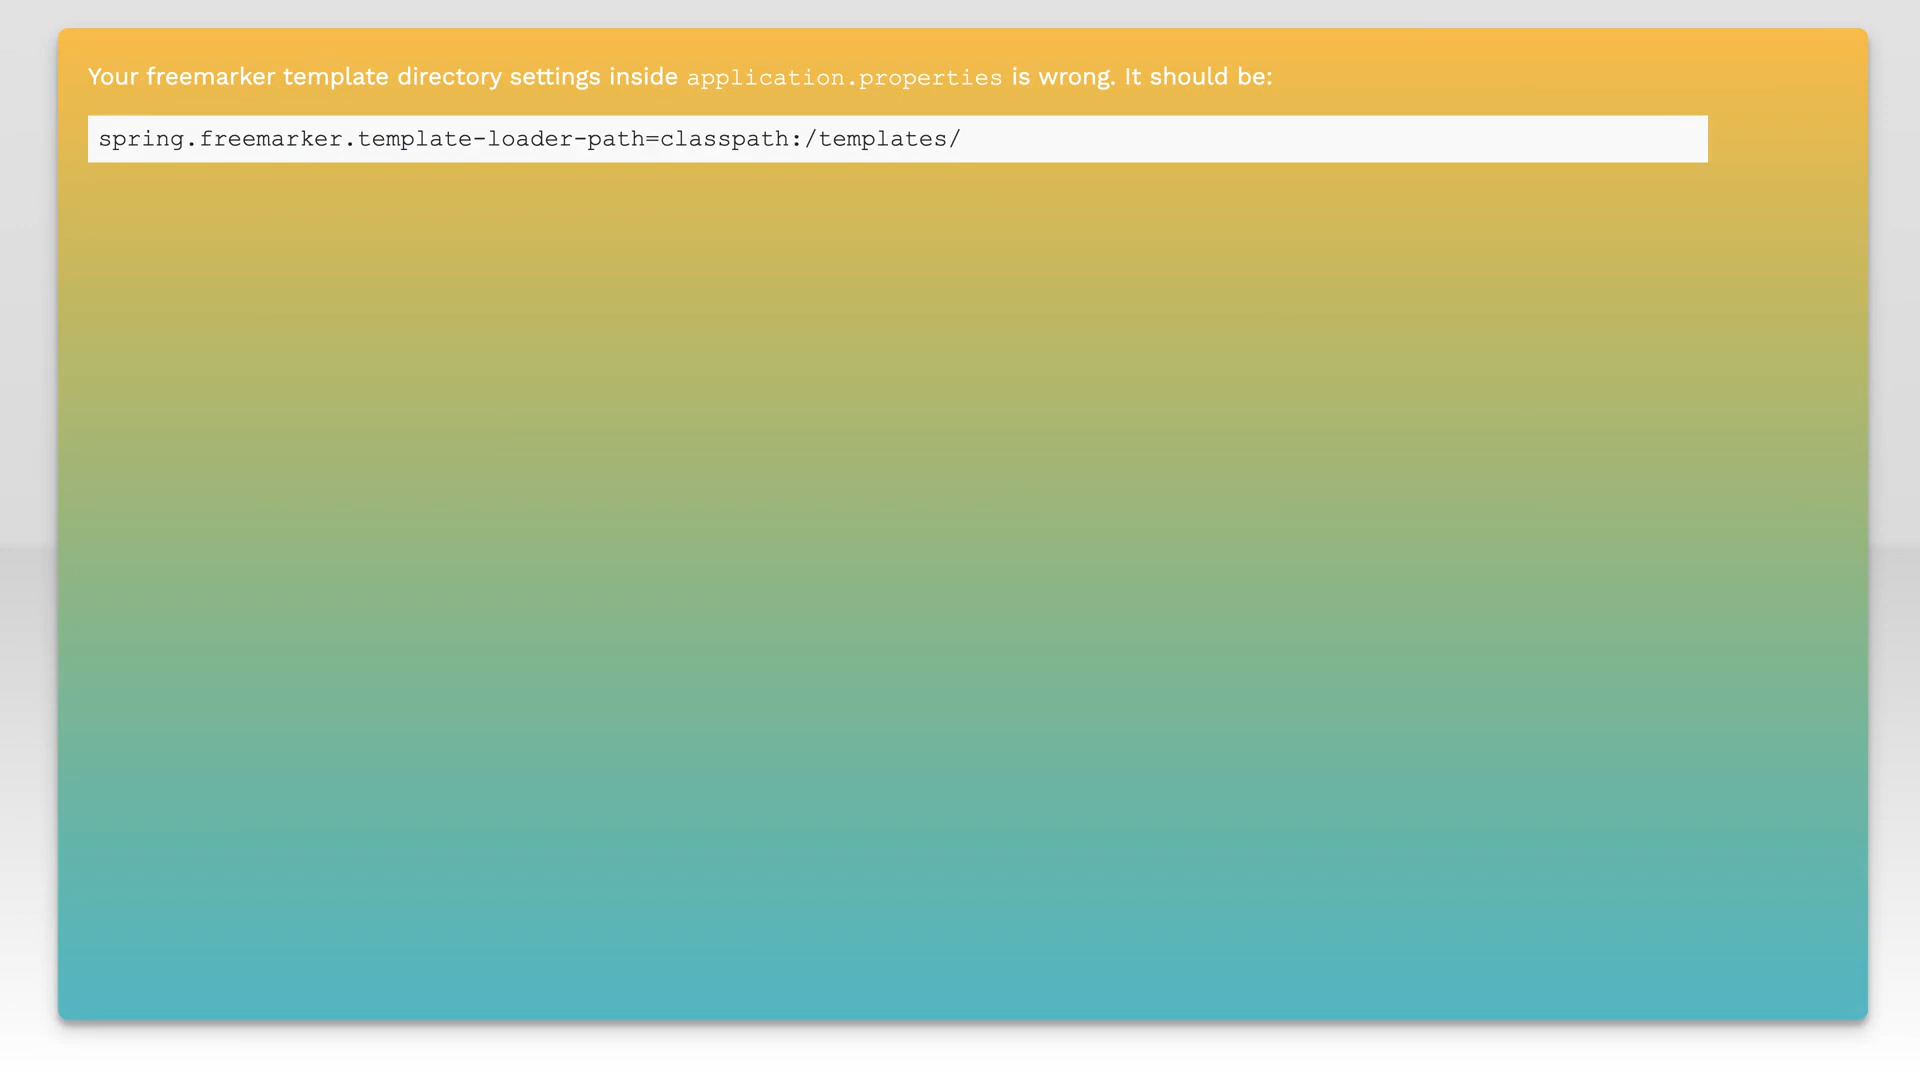 Your freemarker template directory settings inside application.properties is wrong. It should be:
spring.freemarker.template-loader-path=classpath:/templates/